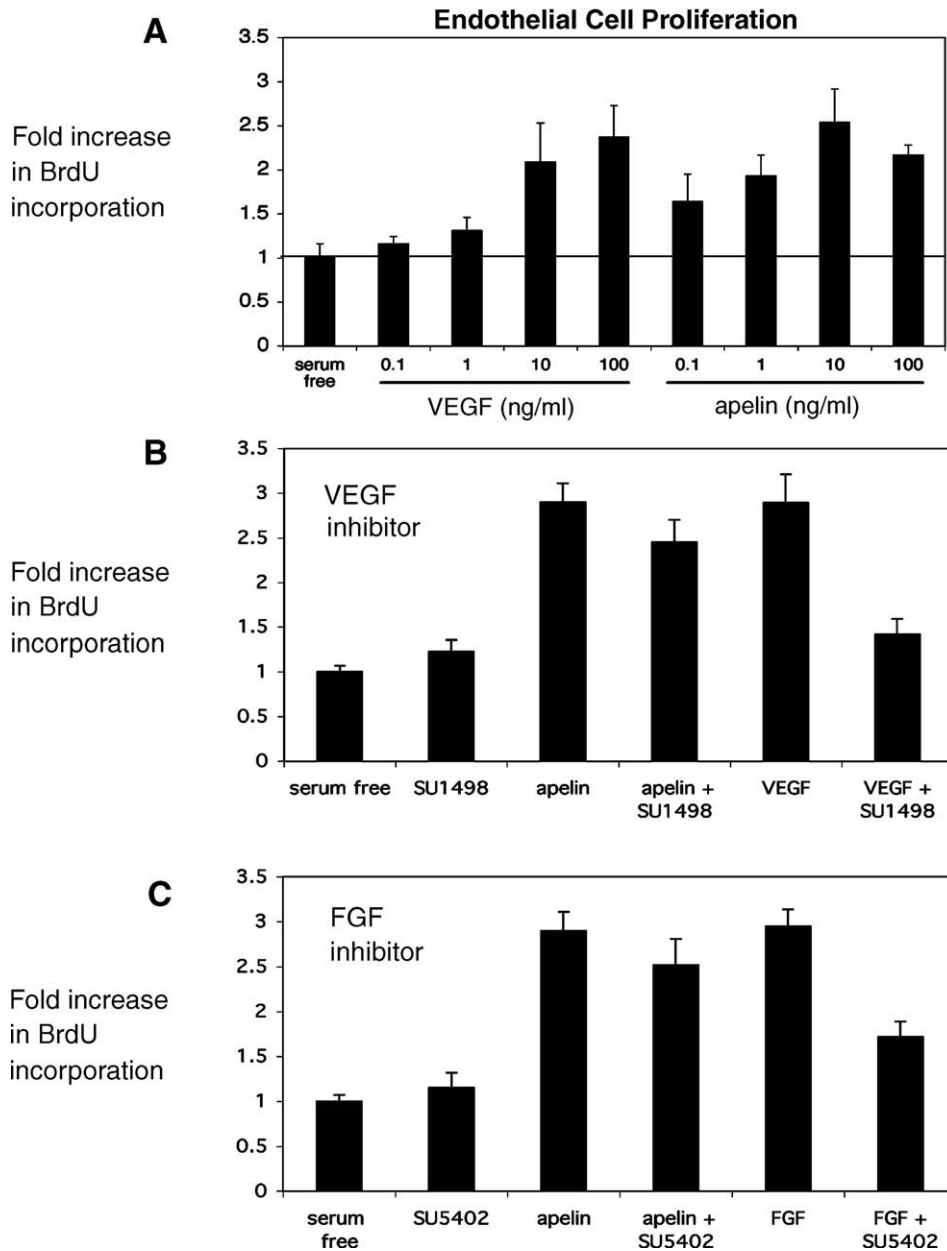 Endothelial Cell Proliferation
A
Fold increase
in BrdU
incorporation
3.5
3
2.5
2
1.5
1
0.5
0
serum
free
0.1 1 10 100 0.1 1 10 100
VEGF (ng/ml) apelin (ng/ml)
B
Fold increase
in BrdU
incorporation
3.5
3
2.5
2
1.5
1
0.5
0
VEGF
inhibitor
serum free SU1498 apelin apelin + VEGF VEGF +
SU1498 SU1498
C
Fold increase
in BrdU
incorporation
3.5
3
2.5
2
1.5
1
0.5
0
FGF
inhibitor
serum SU5402 apelin apelin + FGF FGF +
free SU5402 SU5402